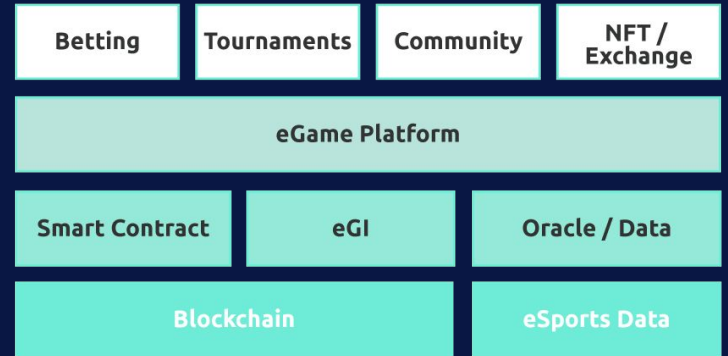 Betting
Tournaments
Community
NFT /
Exchange
eGame Platform
Smart Contract
eGI
Oracle / Data
Blockchain
eSports Data